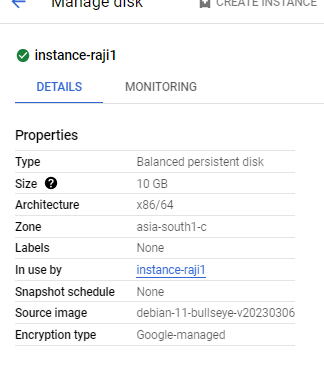 Manage disk CREATE INSTANCE
instance-raji1
DETAILS MONITORING
Properties
Type Balanced persistent disk
Size 10 GB
Architecture x86/64
Zone asia-south1-c
Labels None
In use by instance-raji1
Snapshot schedule None
Source image debian-11-bullseye-v20230306
Encryption type Google-managed